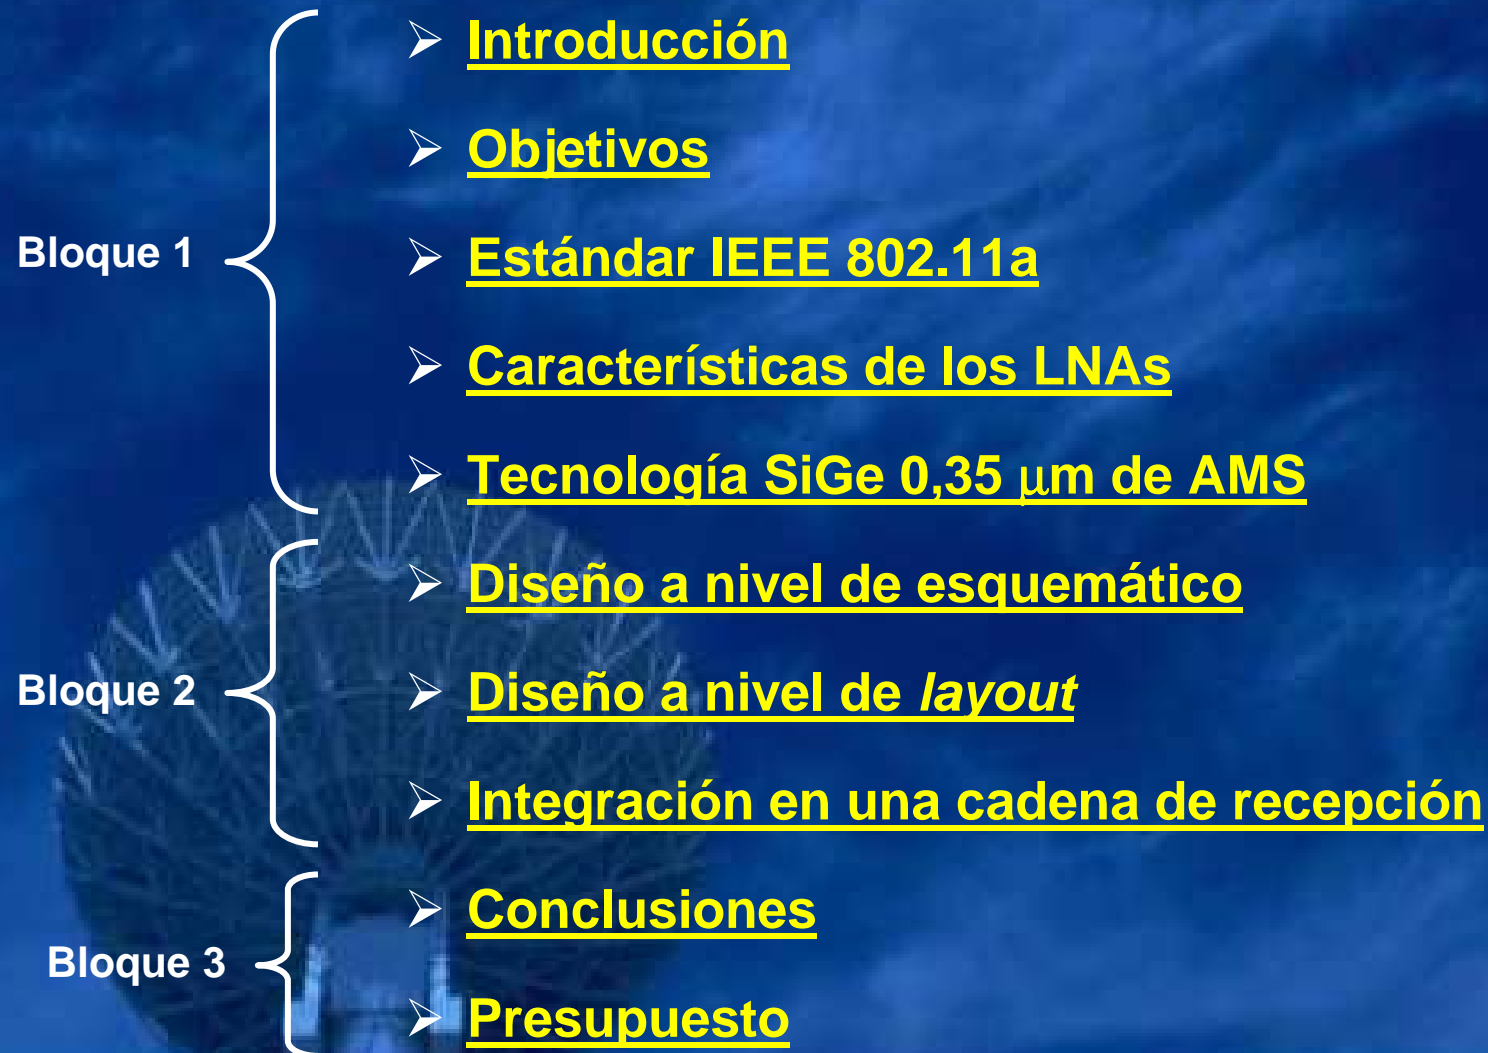 Bloque 1
➢ Introducción
➢ Objetivos
➢ Estándar IEEE 802.11a
➢ Características de los LNAs
➢ Tecnología SiGe 0,35 μm de AMS
Bloque 2
➢ Diseño a nivel de esquemático
➢ Diseño a nivel de layout
➢ Integración en una cadena de recepción
Bloque 3
➢ Conclusiones
➢ Presupuesto